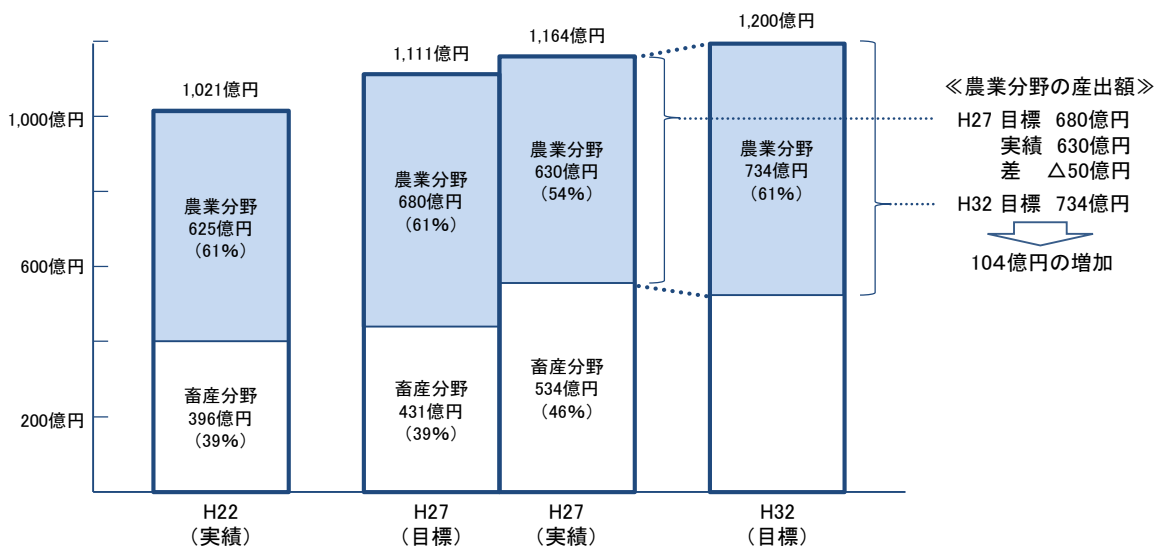 1,021億円
1,111億円
1,164億円
1,200億円
1,000億円
600億円
200億円
農業分野
625億円
（61%）
畜産分野
396億円
（39%）
農業分野
680億円
（61%）
畜産分野
431億円
（39%）
農業分野
630億円
（54%）
畜産分野
534億円
（46%）
農業分野
734億円
（61%）
H22
（実績）
H27
（目標）
H27
（実績）
H32
（目標）
≪農業分野の産出額≫
H27 目標 680億円
実績 630億円
差 △50億円
H32 目標 734億円
104億円の増加